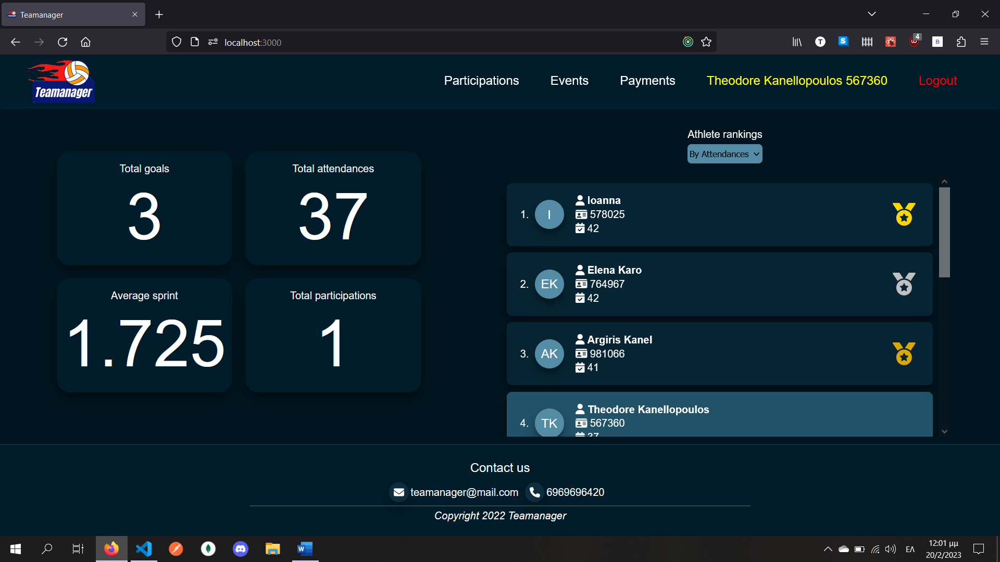 Teamanager
localhost:3000
T
S
4
B
Teamanager
Participations
Events
Payments
Theodore Kanellopoulos 567360
Logout
Total goals
3
Total attendances
37
Average sprint
1.725
Total participations
1
Athlete rankings
By Attendances
1.
I
Ioanna
578025
42
2.
EK
Elena Karo
764967
42
3.
AK
Argiris Kanel
981066
41
4.
TK
Theodore Kanellopoulos
567360
37
Contact us
teamanager@mail.com
6969696420
Copyright 2022 Teamanager
W
ΕΛ
12:01 μμ
20/2/2023